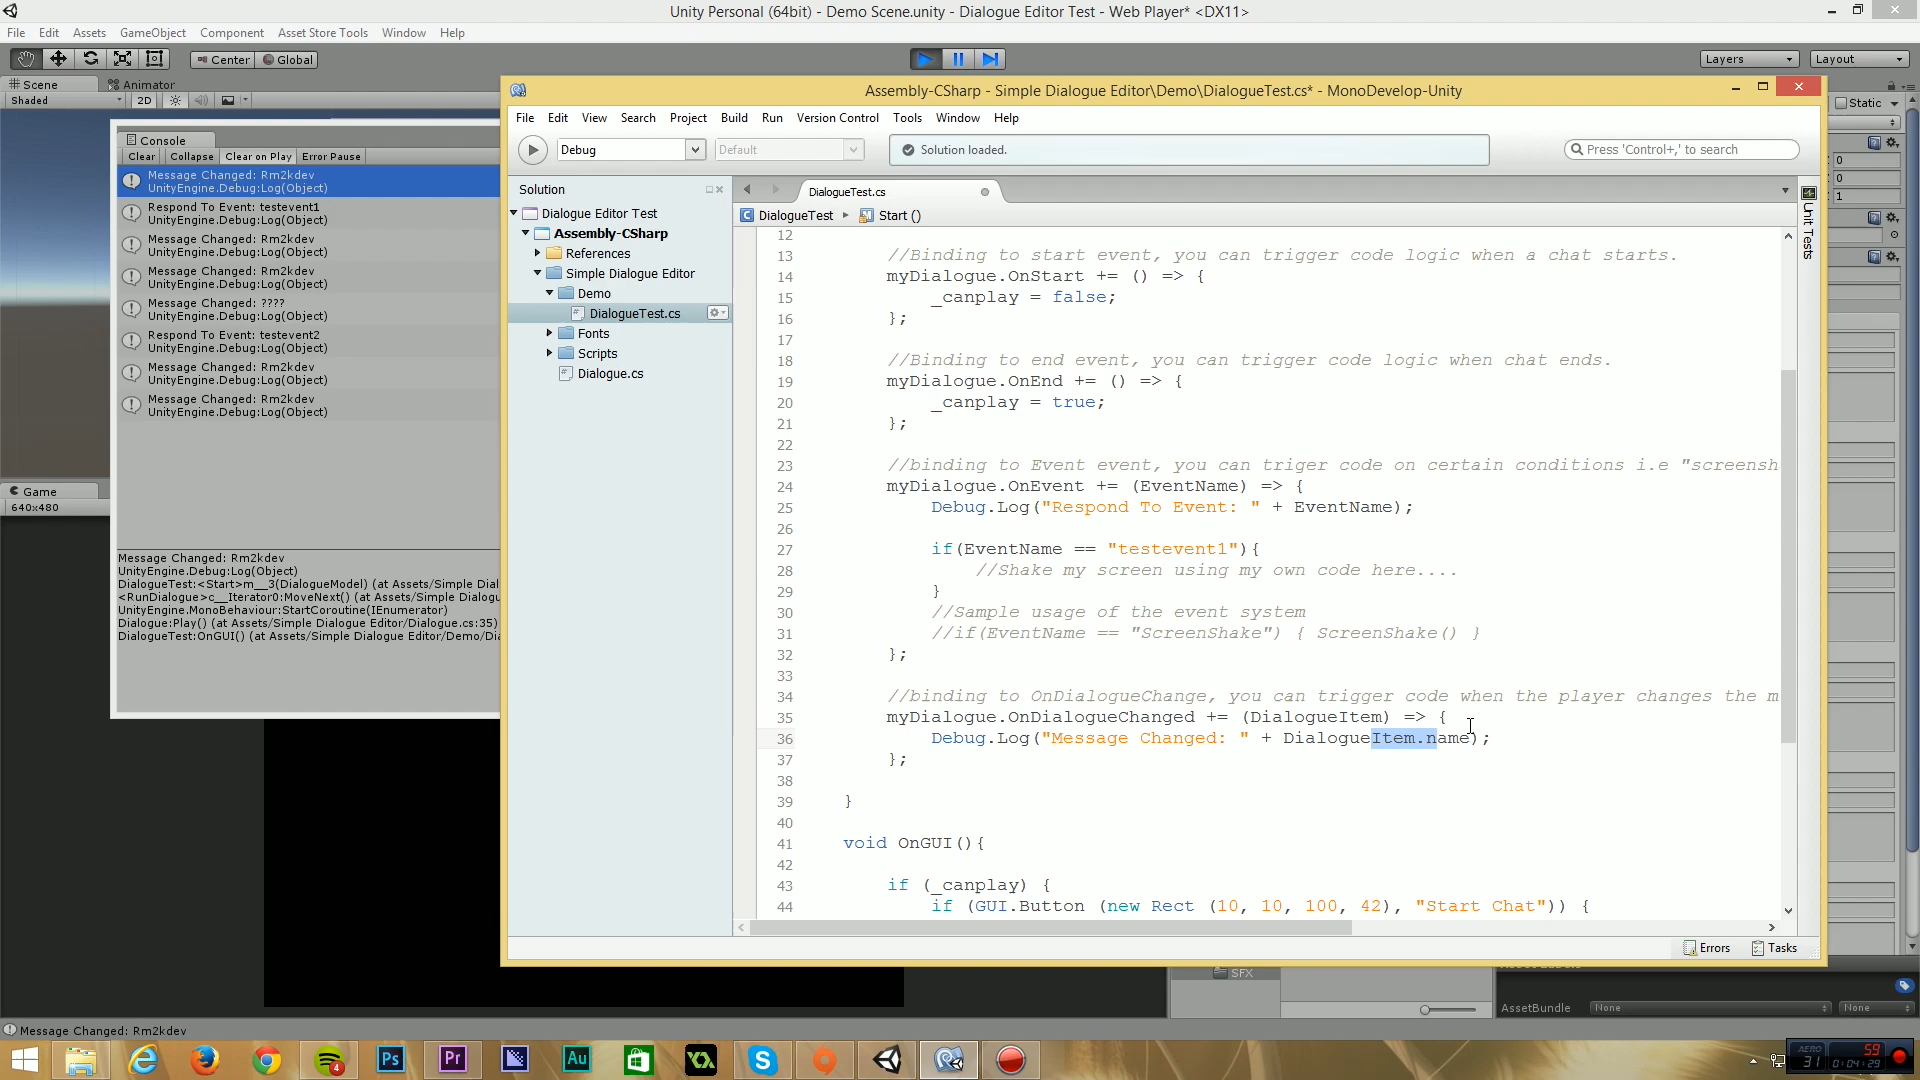 Unity Personal (64bit) - Demo Scene.unity - Dialogue Editor Test - Web Player* <DX11>
File Edit Assets GameObject Component Asset Store Tools Window Help
Center Global Layers Layout
Scene Animator
Shaded 2D
Static
Console
Clear Collapse Clear on Play Error Pause
Message Changed: Rm2kdev
UnityEngine.Debug:Log(Object)
Respond To Event: testevent1
UnityEngine.Debug:Log(Object)
Message Changed: Rm2kdev
UnityEngine.Debug:Log(Object)
Message Changed: Rm2kdev
UnityEngine.Debug:Log(Object)
Message Changed: ????
UnityEngine.Debug:Log(Object)
Respond To Event: testevent2
UnityEngine.Debug:Log(Object)
Message Changed: Rm2kdev
UnityEngine.Debug:Log(Object)
Message Changed: Rm2kdev
UnityEngine.Debug:Log(Object)
Game
640x480
Message Changed: Rm2kdev
UnityEngine.Debug:Log(Object)
DialogueTest:<Start>m__3(DialogueModel) (at Assets/Simple Dial
<RunDialogue>c__Iterator0:MoveNext() (at Assets/Simple Dialogu
UnityEngine.MonoBehaviour:StartCoroutine(IEnumerator)
Dialogue:Play() (at Assets/Simple Dialogue Editor/Dialogue.cs:35)
DialogueTest:OnGUI() (at Assets/Simple Dialogue Editor/Demo/Dia
Assembly-CSharp - Simple Dialogue Editor\Demo\DialogueTest.cs* - MonoDevelop-Unity
File Edit View Search Project Build Run Version Control Tools Window Help
Debug Default Solution loaded. Press 'Control+,' to search
Solution
Dialogue Editor Test
Assembly-CSharp
References
Simple Dialogue Editor
Demo
DialogueTest.cs
Fonts
Scripts
Dialogue.cs
DialogueTest.cs
DialogueTest Start ()
Unit Tests
12
13 //Binding to start event, you can trigger code logic when a chat starts.
14 myDialogue.OnStart += () => {
15 _canplay = false;
16 };
17
18 //Binding to end event, you can trigger code logic when chat ends.
19 myDialogue.OnEnd += () => {
20 _canplay = true;
21 };
22
23 //binding to Event event, you can triger code on certain conditions i.e "screensh
24 myDialogue.OnEvent += (EventName) => {
25 Debug.Log("Respond To Event: " + EventName);
26
27 if(EventName == "testevent1"){
28 //Shake my screen using my own code here....
29 }
30 //Sample usage of the event system
31 //if(EventName == "ScreenShake") { ScreenShake() }
32 };
33
34 //binding to OnDialogueChange, you can trigger code when the player changes the m
35 myDialogue.OnDialogueChanged += (DialogueItem) => {
36 Debug.Log("Message Changed: " + DialogueItem.name);
37 };
38
39 }
40
41 void OnGUI(){
42
43 if (_canplay) {
44 if (GUI.Button (new Rect (10, 10, 100, 42), "Start Chat")) {
Errors Tasks
0
0
1
SFX
AssetBundle None None
Message Changed: Rm2kdev
Ps Pr Au
4
AERO 59
31 0:04:29